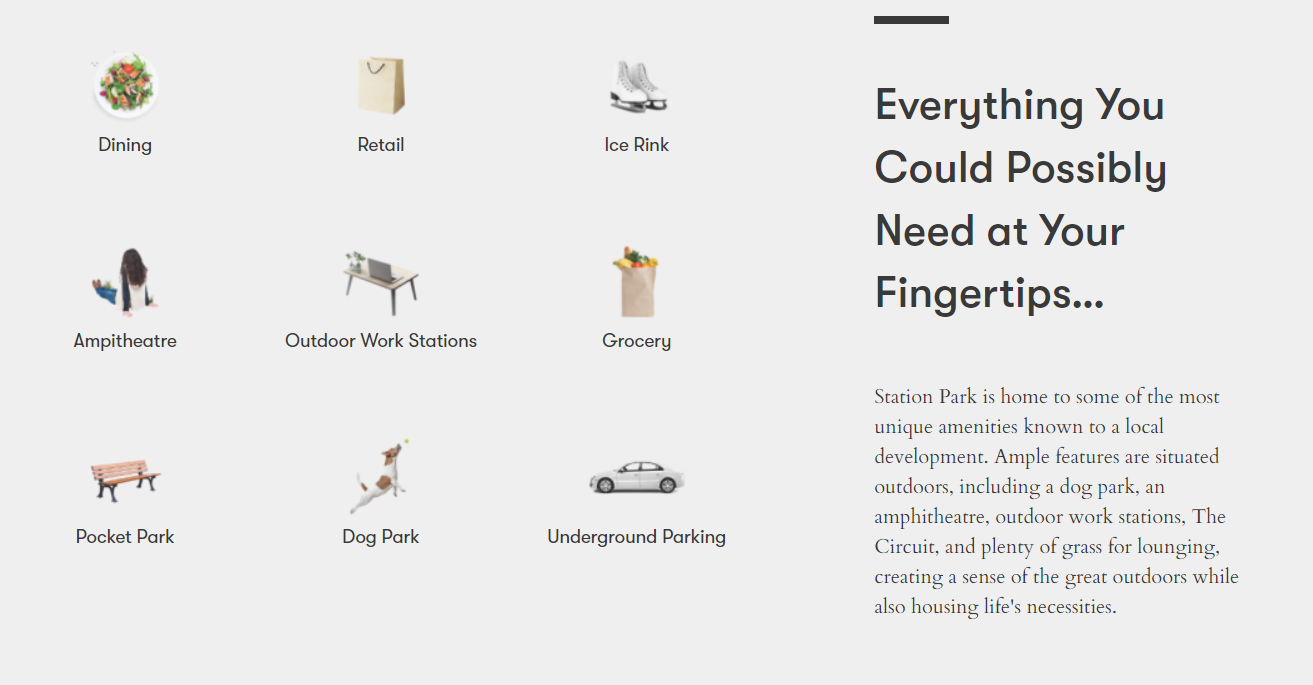 Dining
Retail
Ice Rink
Ampitheatre
Outdoor Work Stations
Grocery
Pocket Park
Dog Park
Underground Parking
Everything You
Could Possibly
Need at Your
Fingertips...
Station Park is home to some of the most
unique amenities known to a local
development. Ample features are situated
outdoors, including a dog park, an
amphitheatre, outdoor work stations, The
Circuit, and plenty of grass for lounging,
creating a sense of the great outdoors while
also housing life's necessities.